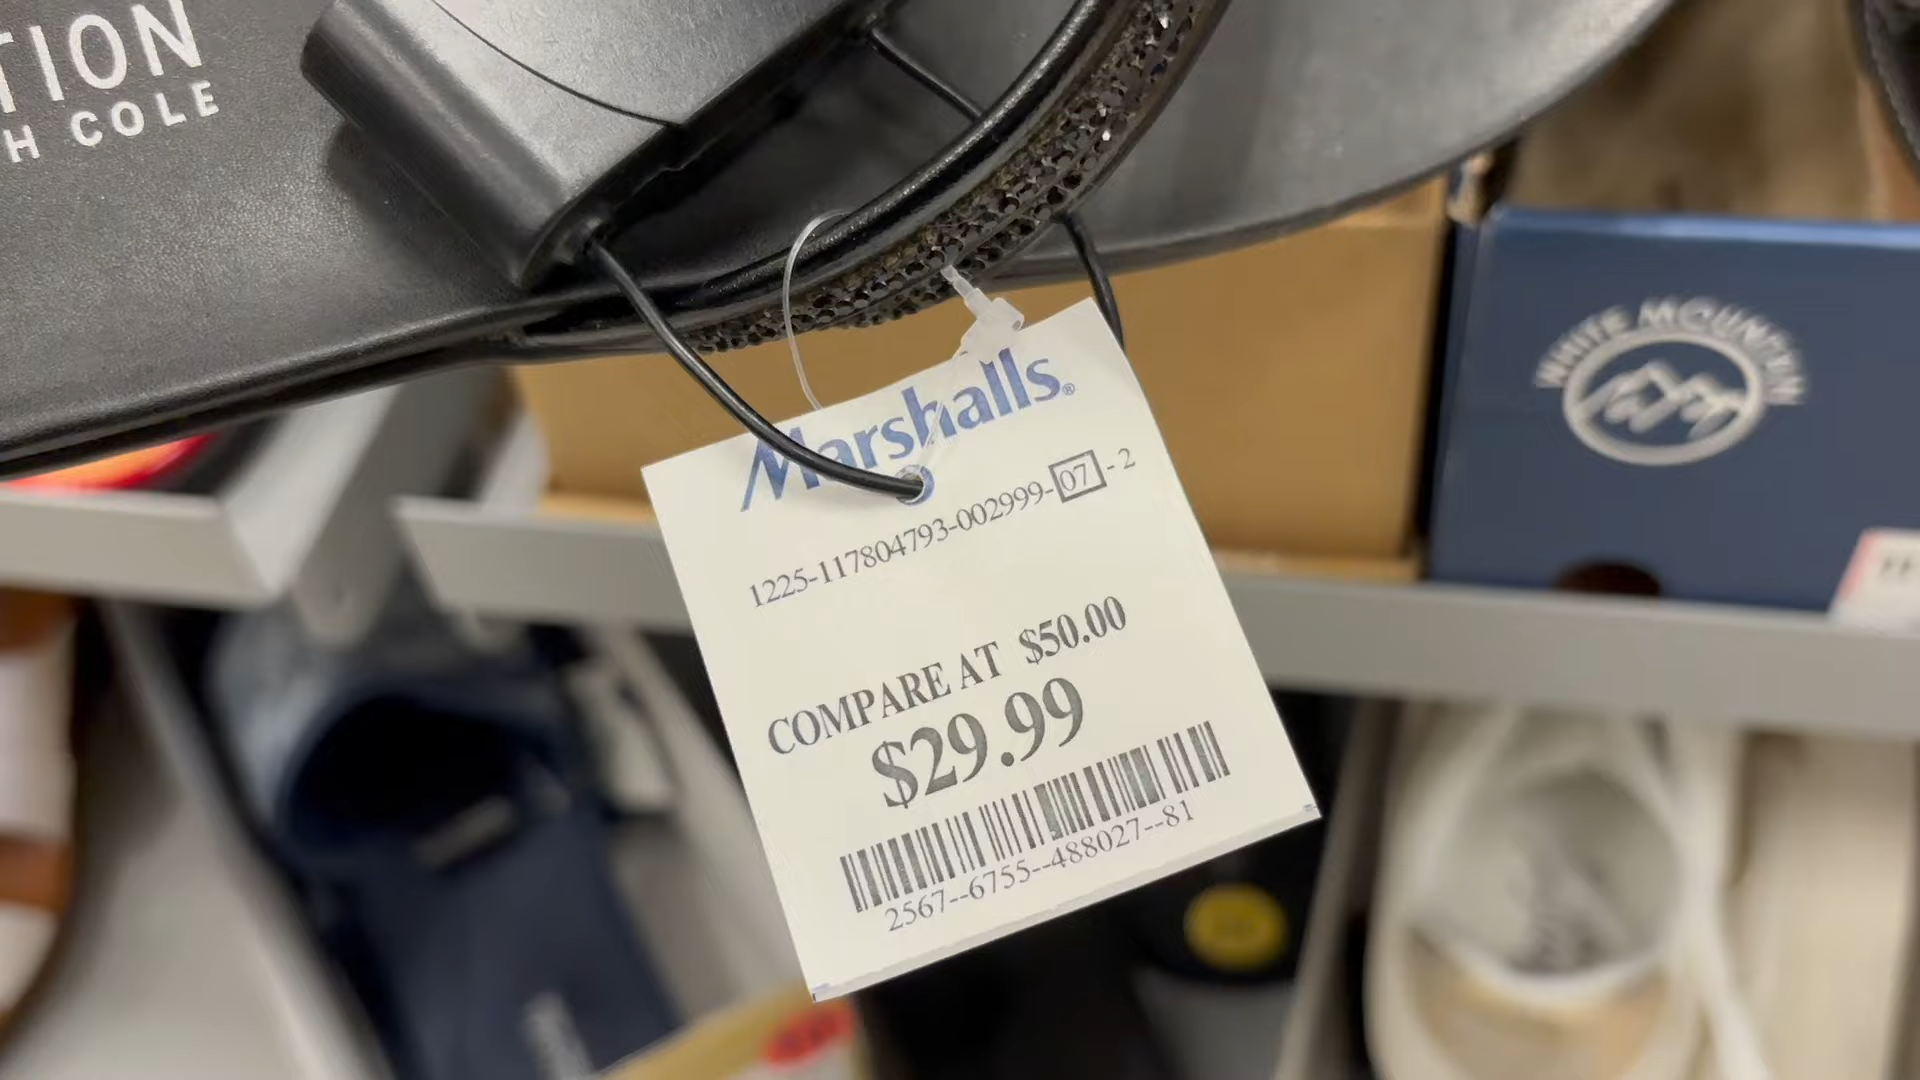 TION
H COLE
WHITE MOUNTAIN
Marshalls®
1225-117804793-002999-07-2
COMPARE AT $50.00
$29.99
2567--6755--488027--81